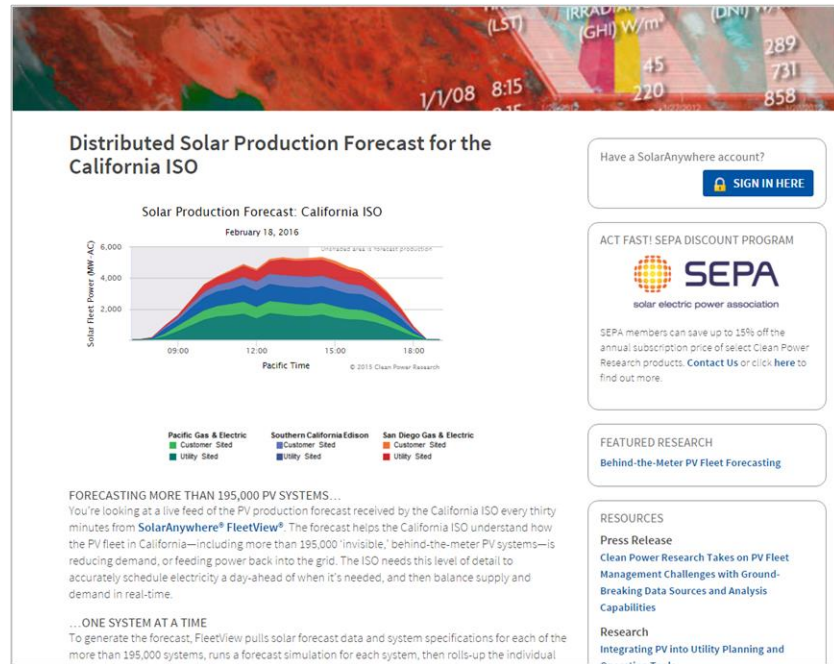 (LST)
IRRADIA
(GHI) W/m²
(DNI) W/m²
45
289
731
1/1/08 8:15
220
858
8:15
Distributed Solar Production Forecast for the
California ISO
Solar Production Forecast: California ISO
February 18, 2016
Unshaded area is forecast production
Solar Fleet Power (MW-AC)
6,000
4,000
2,000
09:00 12:00 15:00 18:00
Pacific Time
© 2015 Clean Power Research
Pacific Gas & Electric
Customer Sited
Utility Sited
Southern California Edison
Customer Sited
Utility Sited
San Diego Gas & Electric
Customer Sited
Utility Sited
FORECASTING MORE THAN 195,000 PV SYSTEMS…
You're looking at a live feed of the PV production forecast received by the California ISO every thirty
minutes from SolarAnywhere® FleetView®. The forecast helps the California ISO understand how
the PV fleet in California—including more than 195,000 'invisible,' behind-the-meter PV systems—is
reducing demand, or feeding power back into the grid. The ISO needs this level of detail to
accurately schedule electricity a day-ahead of when it's needed, and then balance supply and
demand in real-time.
…ONE SYSTEM AT A TIME
To generate the forecast, FleetView pulls solar forecast data and system specifications for each of the
more than 195,000 systems, runs a forecast simulation for each system, then rolls-up the individual
Have a SolarAnywhere account?
SIGN IN HERE
ACT FAST! SEPA DISCOUNT PROGRAM
SEPA
solar electric power association
SEPA members can save up to 15% off the
annual subscription price of select Clean Power
Research products. Contact Us or click here to
find out more.
FEATURED RESEARCH
Behind-the-Meter PV Fleet Forecasting
RESOURCES
Press Release
Clean Power Research Takes on PV Fleet
Management Challenges with Ground-
Breaking Data Sources and Analysis
Capabilities
Research
Integrating PV into Utility Planning and